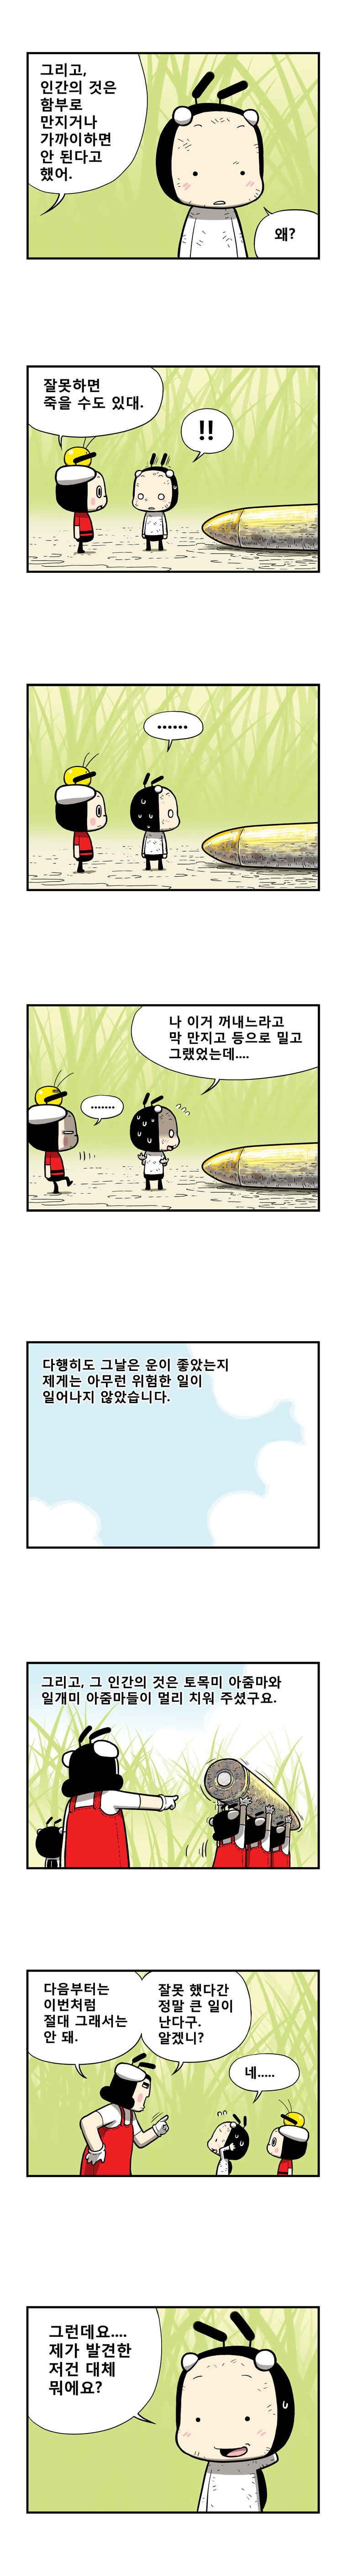 그리고,
인간의 것은
함부로
만지거나
가까이하면
안 된다고
했어.
왜?
잘못하면
죽을 수도 있대.
!!
......
나 이거 꺼내느라고
막 만지고 등으로 밀고
그랬었는데....
.......
다행히도 그날은 운이 좋았는지
제게는 아무런 위험한 일이
일어나지 않았습니다.
그리고, 그 인간의 것은 토목미 아줌마와
일개미 아줌마들이 멀리 치워 주셨구요.
다음부터는
이번처럼
절대 그래서는
안 돼.
잘못 했다간
정말 큰 일이
난다구.
알겠니?
네.....
그런데요....
제가 발견한
저건 대체
뭐에요?